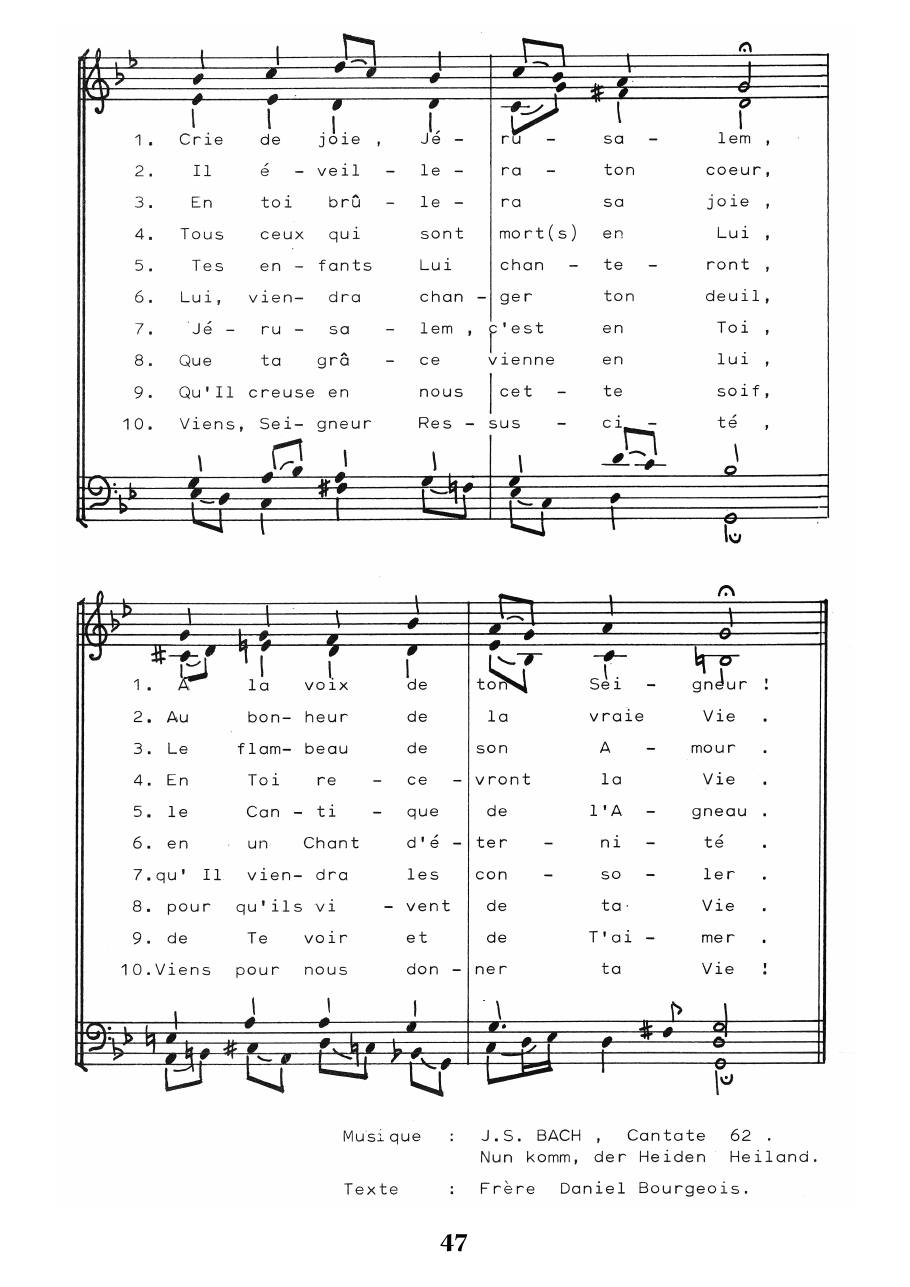 1. Crie de joie , Jé - ru - sa - lem ,
2. Il é - veil - le - ra - ton coeur,
3. En toi brû - le - ra sa joie ,
4. Tous ceux qui sont mort(s) en Lui ,
5. Tes en - fants Lui chan - te - ront ,
6. Lui, vien- dra chan - ger ton deuil,
7. Jé - ru - sa - lem , c'est en Toi ,
8. Que ta grâ - ce vienne en lui ,
9. Qu'Il creuse en nous cet - te soif,
10. Viens, Sei- gneur Res - sus - ci - té ,
1. A la voix de ton Sei - gneur !
2. Au bon- heur de la vraie Vie .
3. Le flam- beau de son A - mour .
4. En Toi re - ce - vront la Vie .
5. le Can - ti - que de l'A - gneau .
6. en un Chant d'é - ter - ni - té .
7. qu' Il vien- dra les con - so - ler .
8. pour qu'ils vi - vent de ta Vie .
9. de Te voir et de T'ai - mer .
10. Viens pour nous don - ner ta Vie !
Musique : J.S. BACH , Cantate 62 .
Nun komm, der Heiden Heiland.
Texte : Frère Daniel Bourgeois.
47